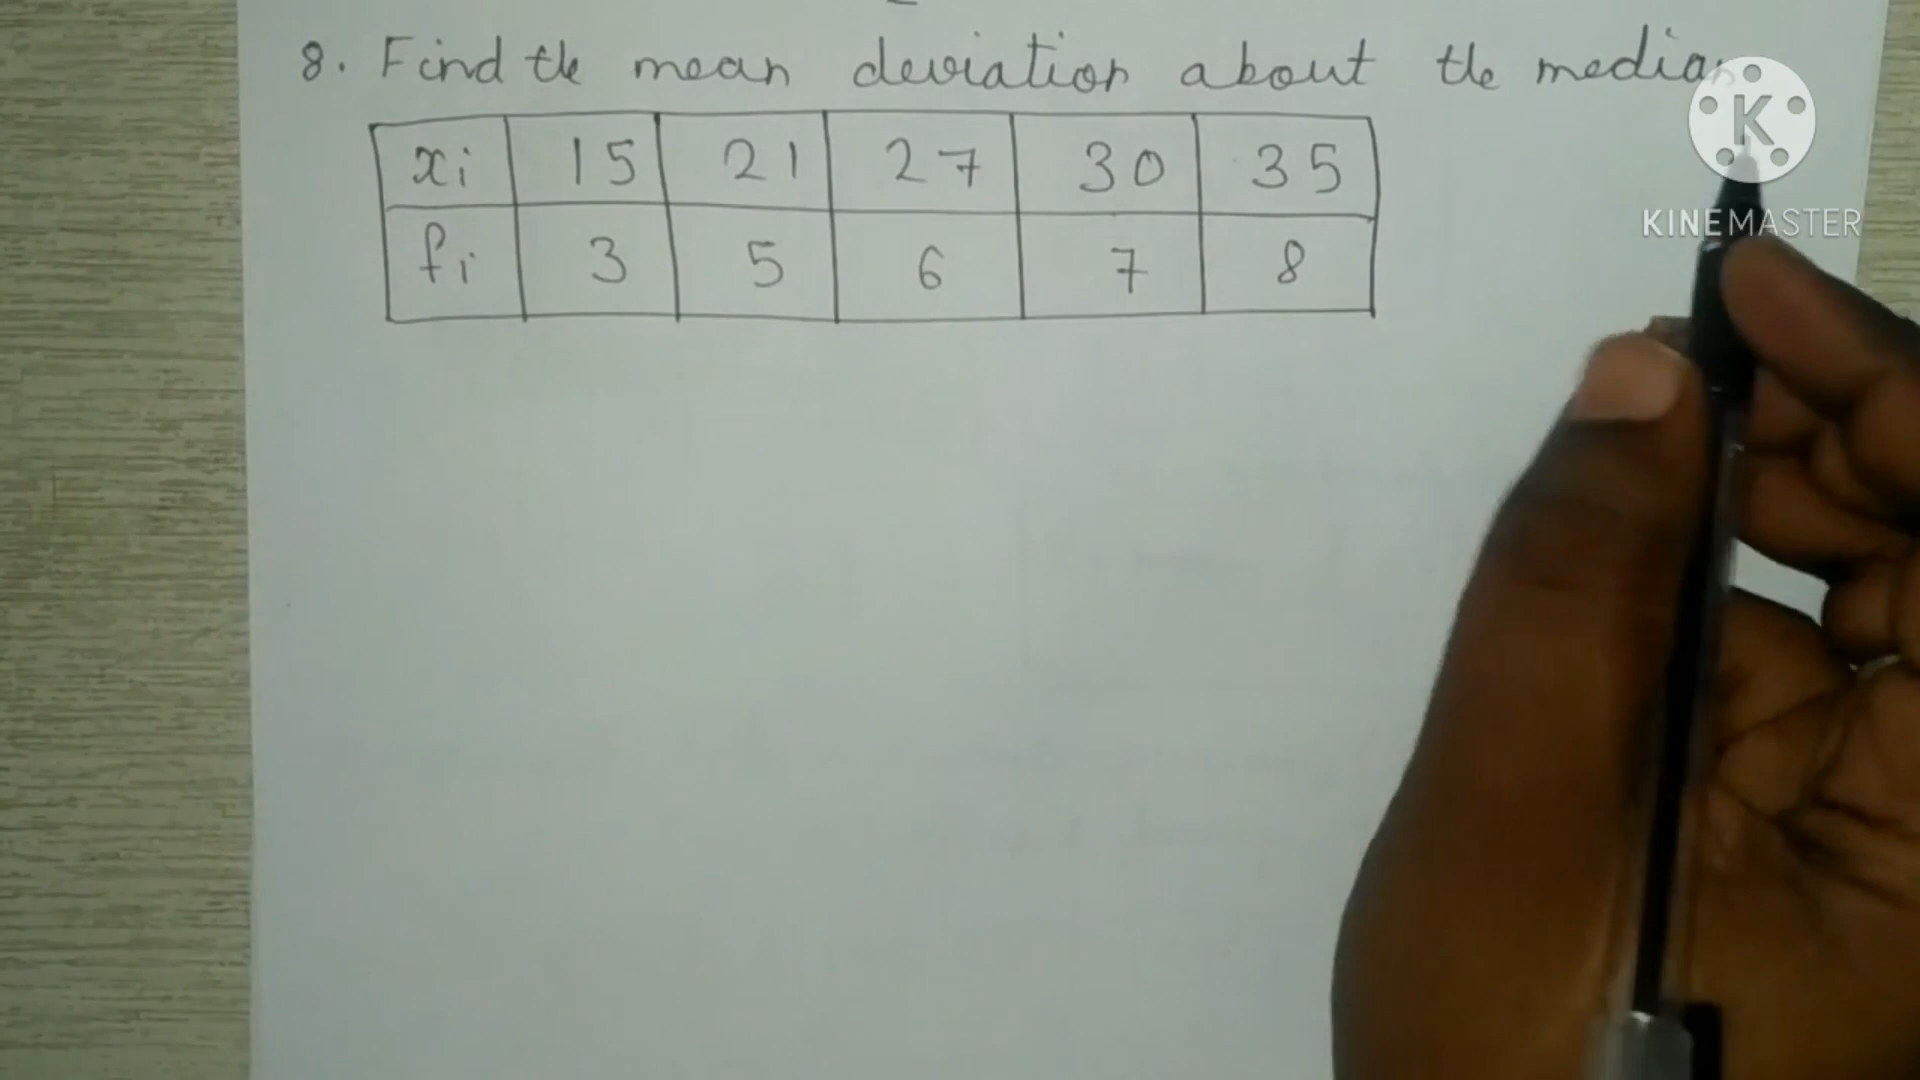 8. Find the mean deviation about the median
xi 15 21 27 30 35
fi 3 5 6 7 8
K
KINEMASTER